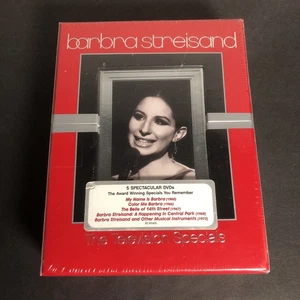 barbra streisand
5 SPECTACULAR DVDs
The Award Winning Specials You Remember
My Name Is Barbra (1965)
Color Me Barbra (1966)
The Belle of 14th Street (1967)
Barbra Streisand: A Happening In Central Park (1968)
Barbra Streisand and Other Musical Instruments (1973)
The Television Specials